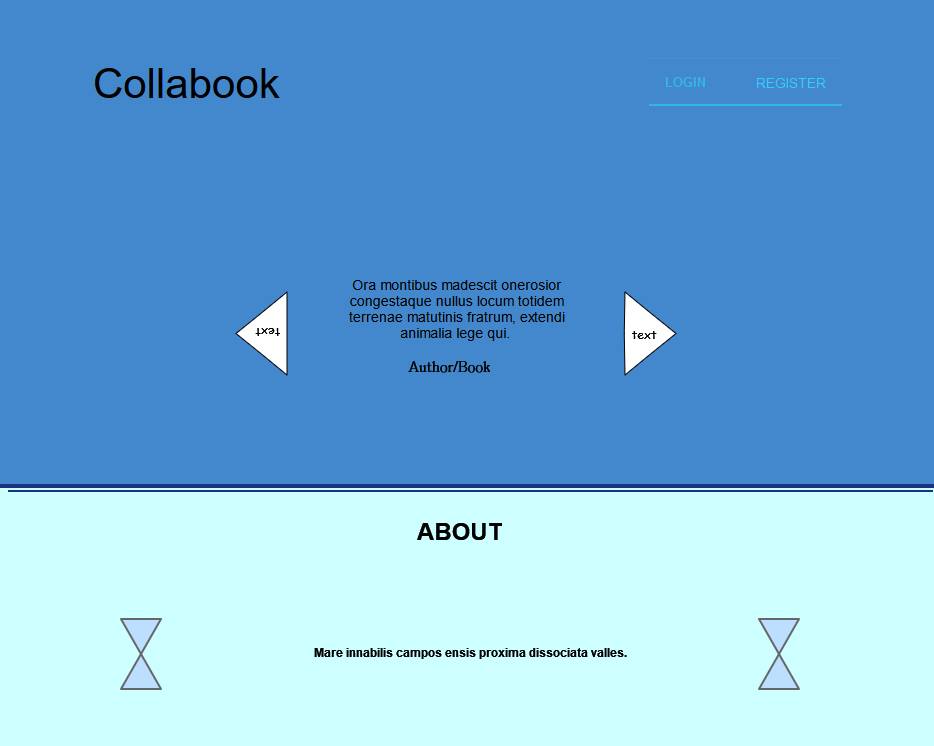 Collabook
LOGIN
REGISTER
Ora montibus madescit onerosior
congestaque nullus locum totidem
terrenae matutinis fratrum, extendi
animalia lege qui.
text
text
Author/Book
ABOUT
Mare innabilis campos ensis proxima dissociata valles.